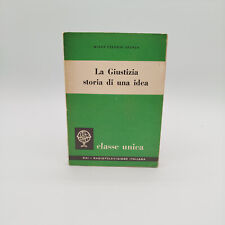 La Giustizia
storia di una idea
classe unica
ERI - RADIOTELEVISIONE ITALIANA